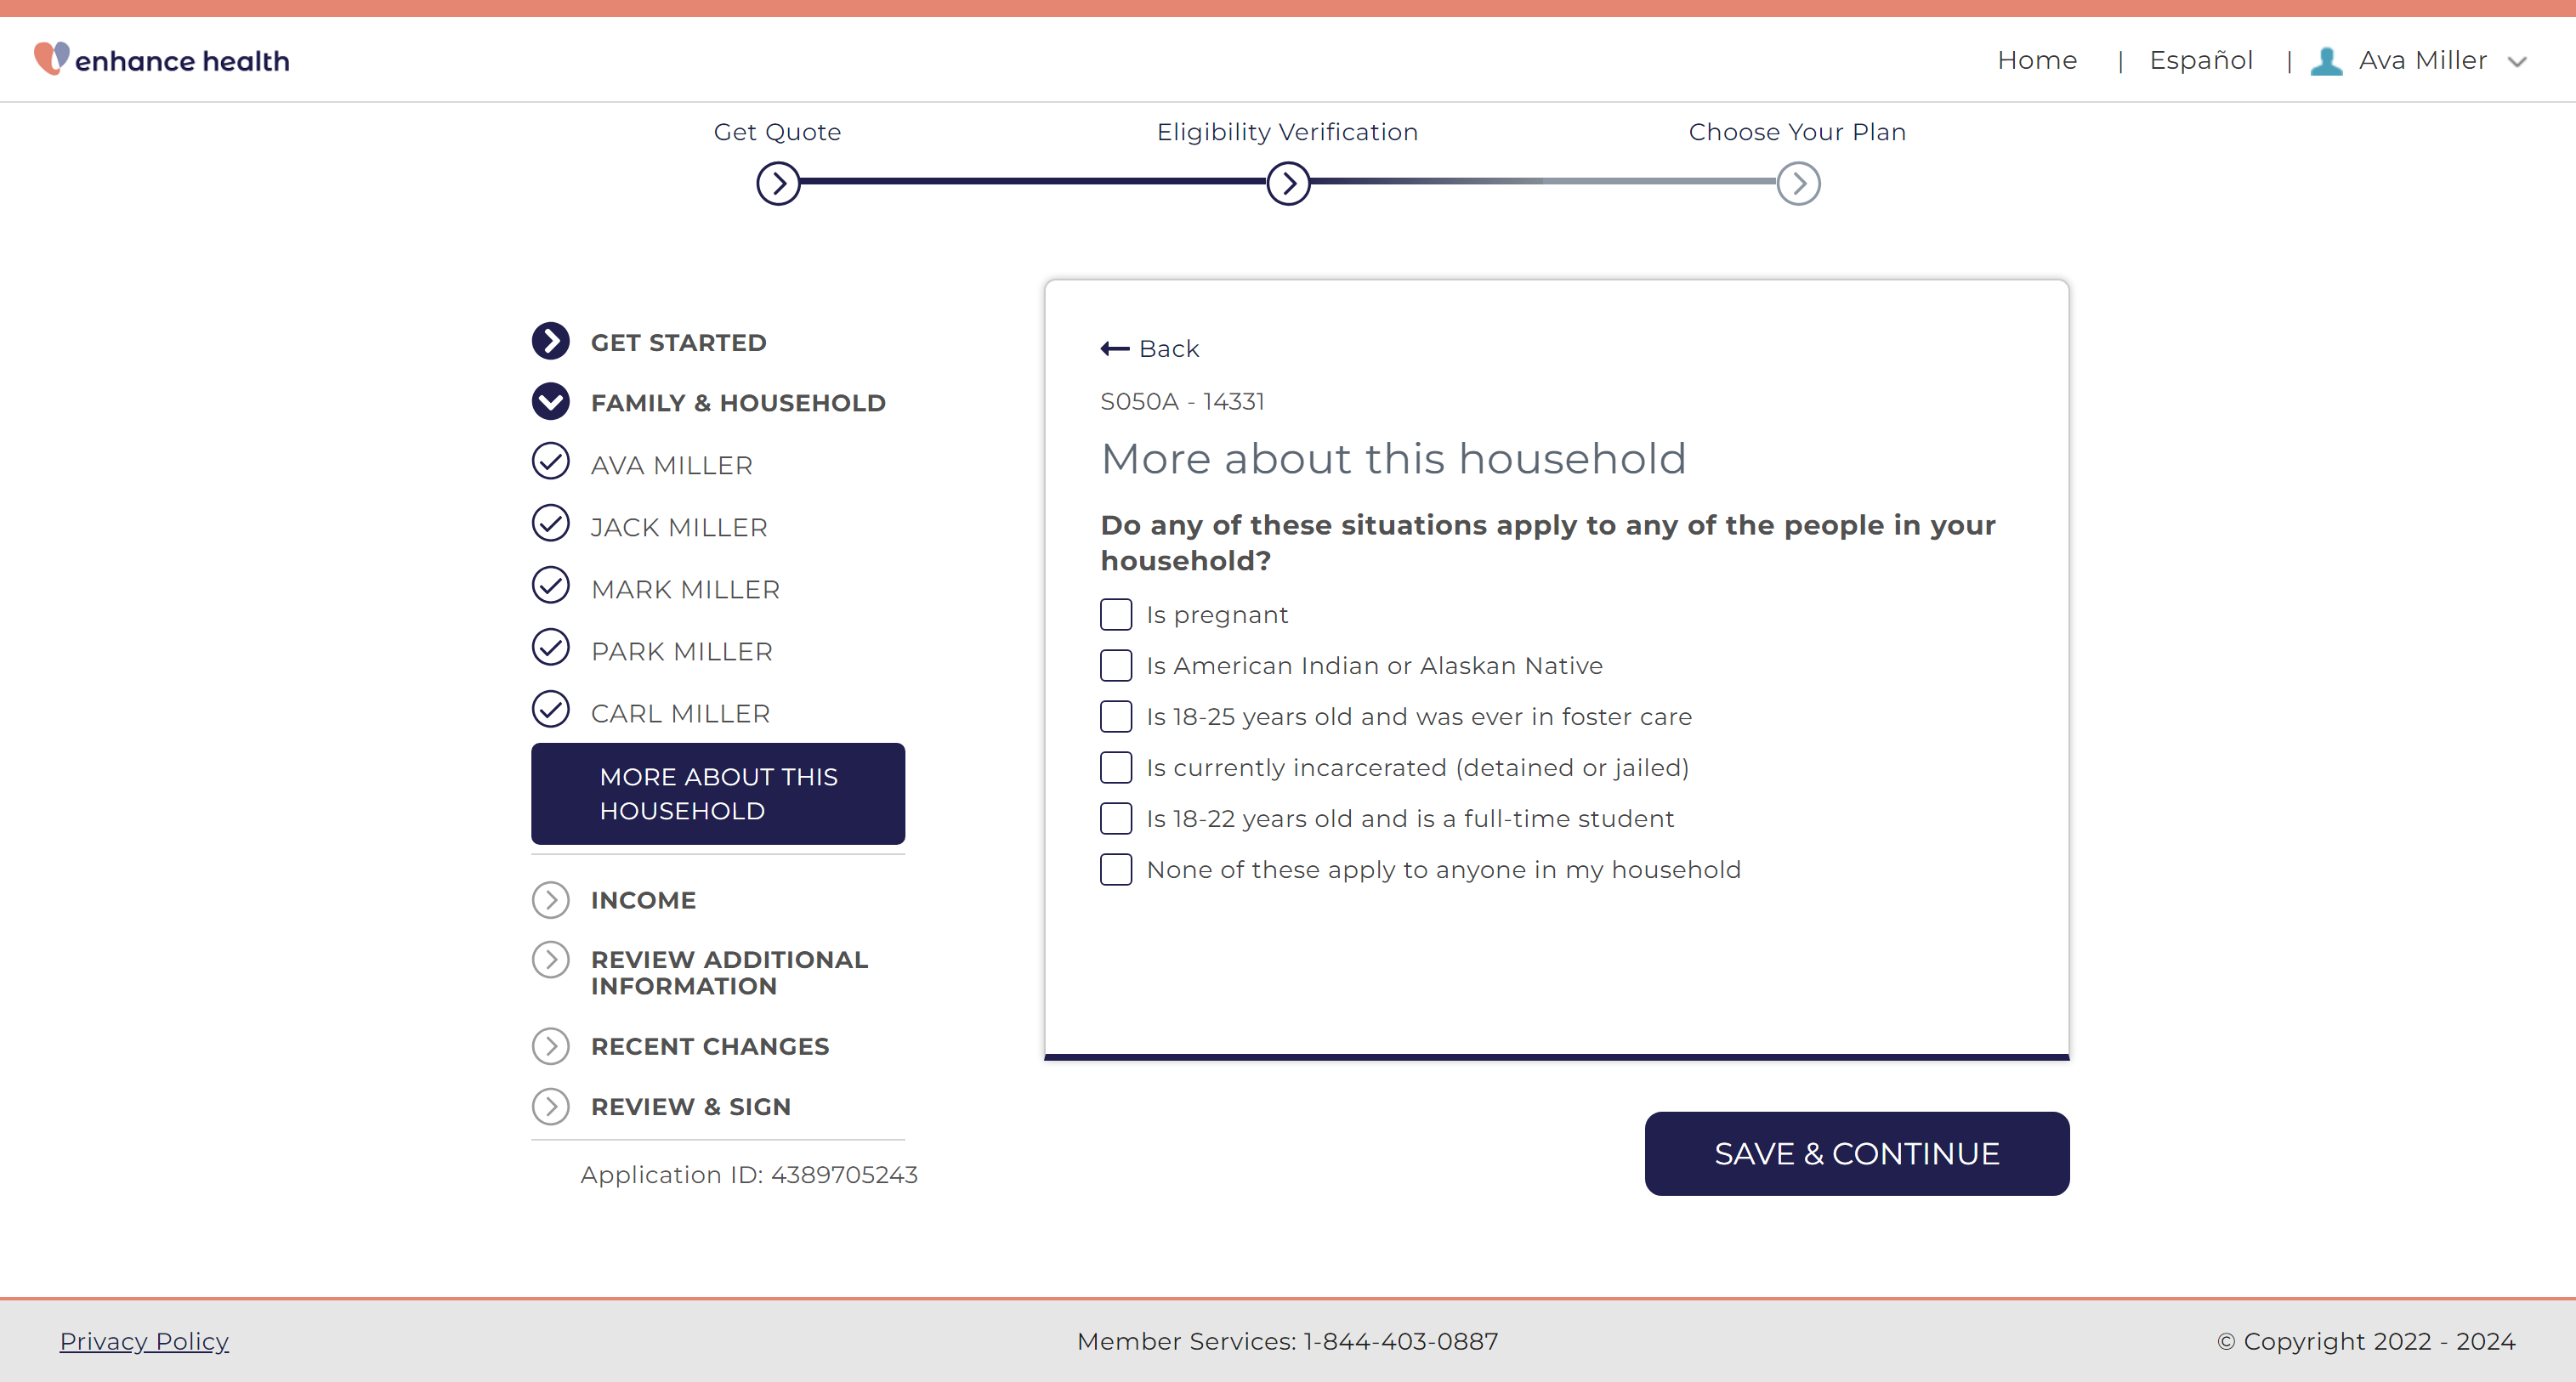 enhance health
Home | Español | Ava Miller
Get Quote
Eligibility Verification
Choose Your Plan
GET STARTED
FAMILY & HOUSEHOLD
AVA MILLER
JACK MILLER
MARK MILLER
PARK MILLER
CARL MILLER
MORE ABOUT THIS
HOUSEHOLD
INCOME
REVIEW ADDITIONAL
INFORMATION
RECENT CHANGES
REVIEW & SIGN
Application ID: 4389705243
Back
S050A - 14331
More about this household
Do any of these situations apply to any of the people in your
household?
Is pregnant
Is American Indian or Alaskan Native
Is 18-25 years old and was ever in foster care
Is currently incarcerated (detained or jailed)
Is 18-22 years old and is a full-time student
None of these apply to anyone in my household
SAVE & CONTINUE
Privacy Policy
Member Services: 1-844-403-0887
© Copyright 2022 - 2024